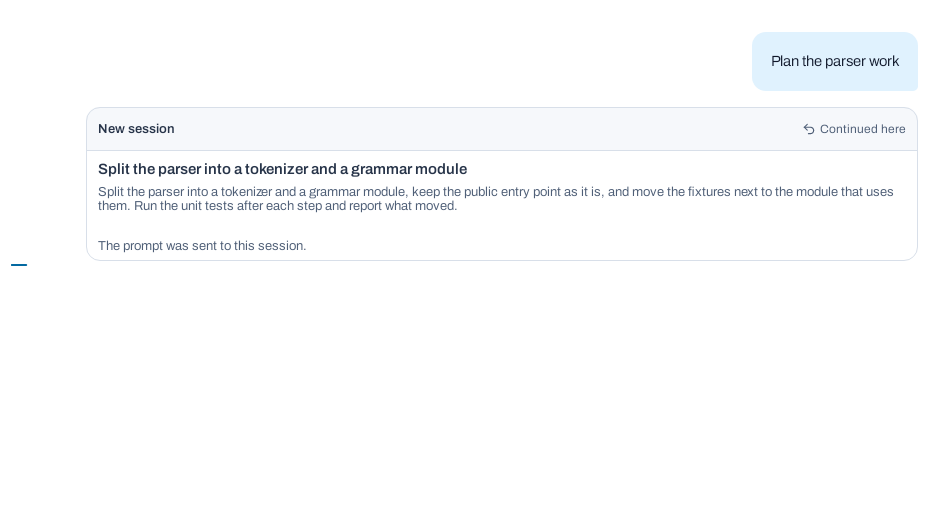 Plan the parser work
New session
Continued here
Split the parser into a tokenizer and a grammar module
Split the parser into a tokenizer and a grammar module, keep the public entry point as it is, and move the fixtures next to the module that uses
them. Run the unit tests after each step and report what moved.
The prompt was sent to this session.